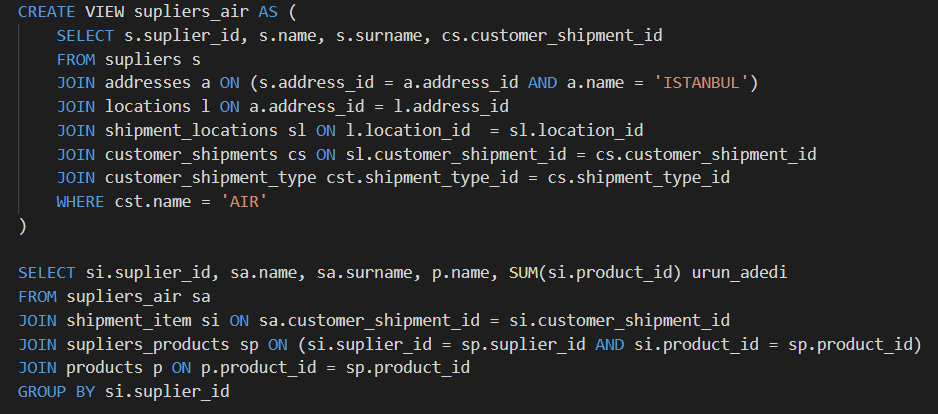 CREATE VIEW supliers_air AS (
    SELECT s.suplier_id, s.name, s.surname, cs.customer_shipment_id
    FROM supliers s
    JOIN addresses a ON (s.address_id = a.address_id AND a.name = 'ISTANBUL')
    JOIN locations l ON a.address_id = l.address_id
    JOIN shipment_locations sl ON l.location_id  = sl.location_id
    JOIN customer_shipments cs ON sl.customer_shipment_id = cs.customer_shipment_id
    JOIN customer_shipment_type cst.shipment_type_id = cs.shipment_type_id
    WHERE cst.name = 'AIR'
)

SELECT si.suplier_id, sa.name, sa.surname, p.name, SUM(si.product_id) urun_adedi
FROM supliers_air sa
JOIN shipment_item si ON sa.customer_shipment_id = si.customer_shipment_id
JOIN supliers_products sp ON (si.suplier_id = sp.suplier_id AND si.product_id = sp.product_id)
JOIN products p ON p.product_id = sp.product_id
GROUP BY si.suplier_id